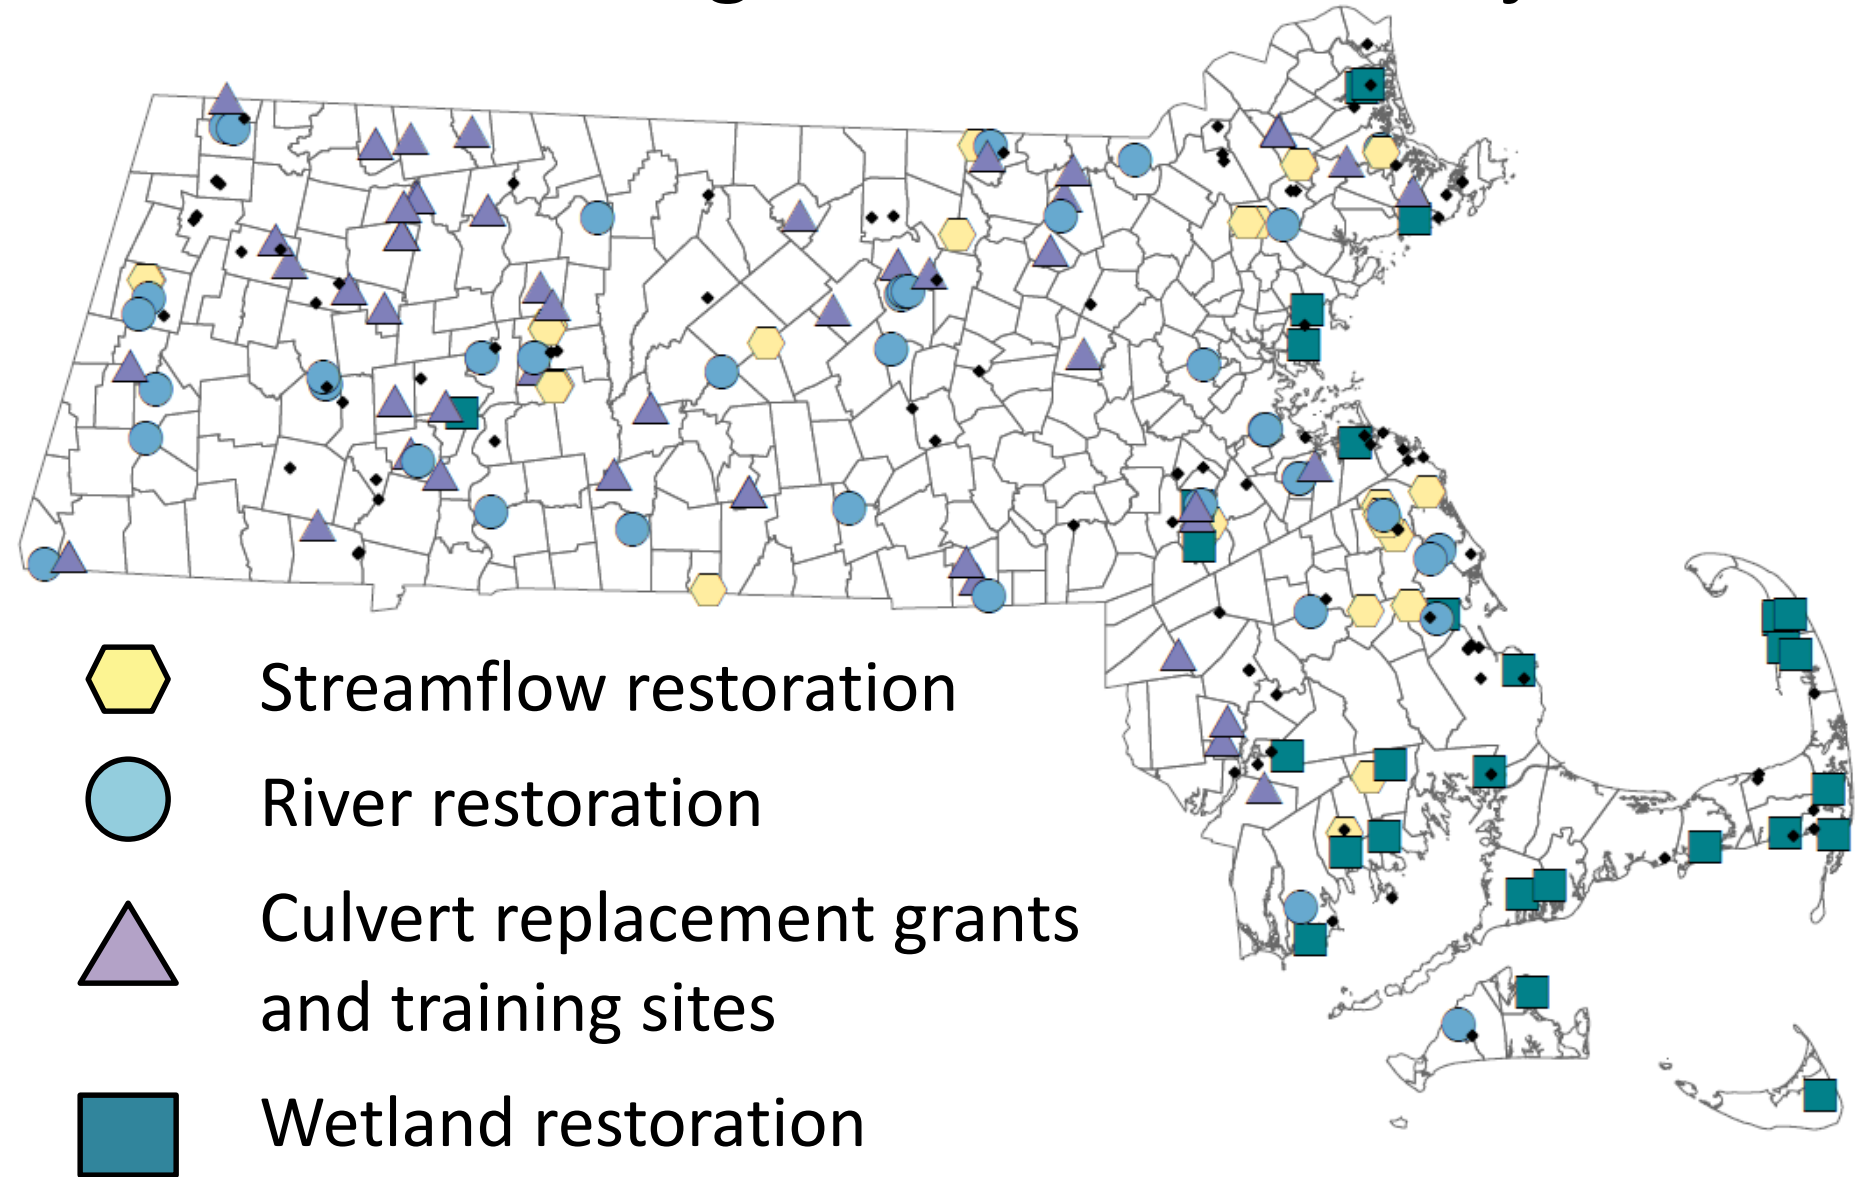 Streamflow restoration
River restoration
Culvert replacement grants
and training sites
Wetland restoration